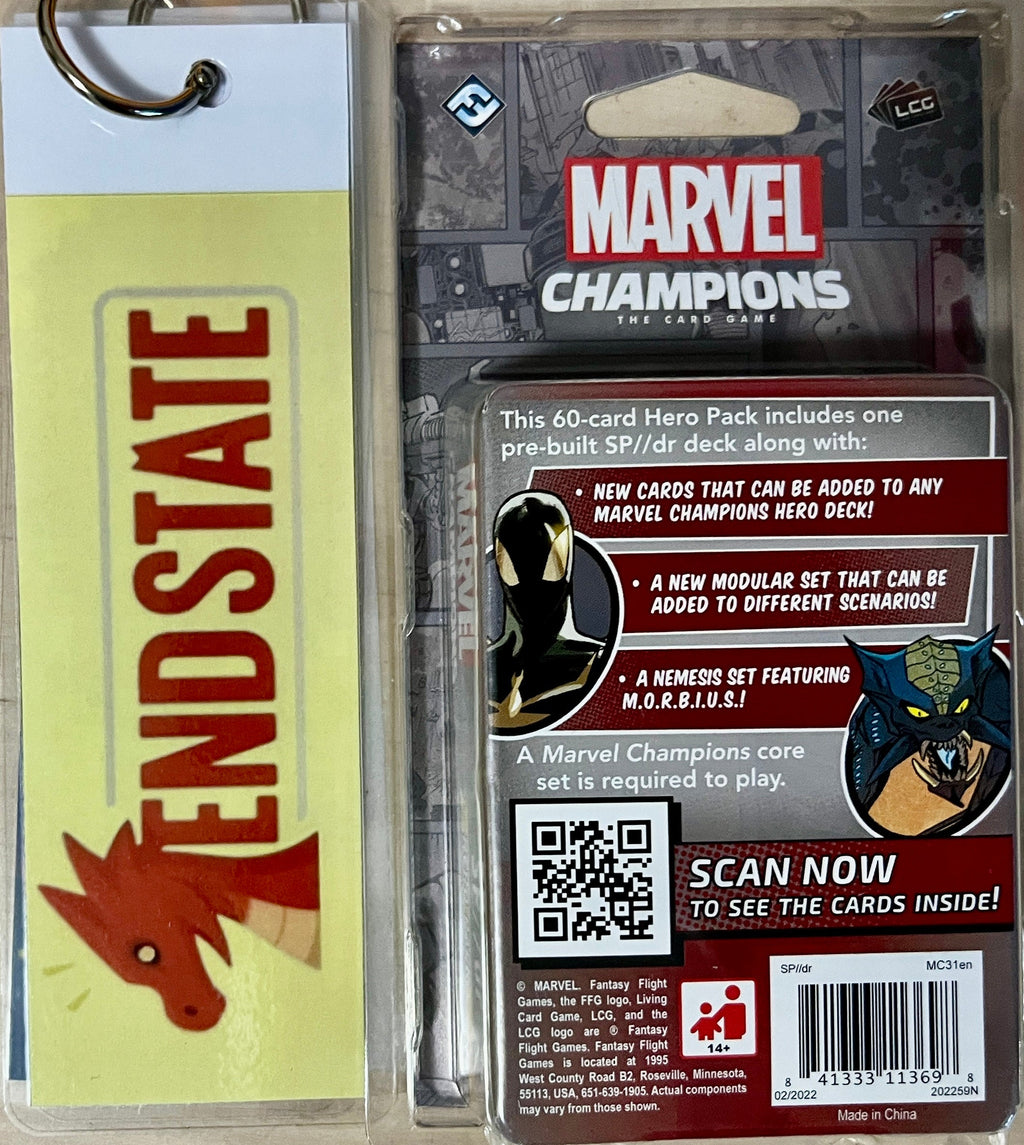 ENDSTATE
LCG
MARVEL
CHAMPIONS
THE CARD GAME
MARVEL
This 60-card Hero Pack includes one
pre-built SP//dr deck along with:
• NEW CARDS THAT CAN BE ADDED TO ANY
MARVEL CHAMPIONS HERO DECK!
• A NEW MODULAR SET THAT CAN BE
ADDED TO DIFFERENT SCENARIOS!
• A NEMESIS SET FEATURING
M.O.R.B.I.U.S.!
A Marvel Champions core
set is required to play.
SCAN NOW
TO SEE THE CARDS INSIDE!
© MARVEL. Fantasy Flight
Games, the FFG logo, Living
Card Game, LCG, and the
LCG logo are ® Fantasy
Flight Games. Fantasy Flight
Games is located at 1995
West County Road B2, Roseville, Minnesota,
55113, USA, 651-639-1905. Actual components
may vary from those shown.
14+
SP//dr MC31en
8 41333 11369 8
02/2022 202259N
Made in China